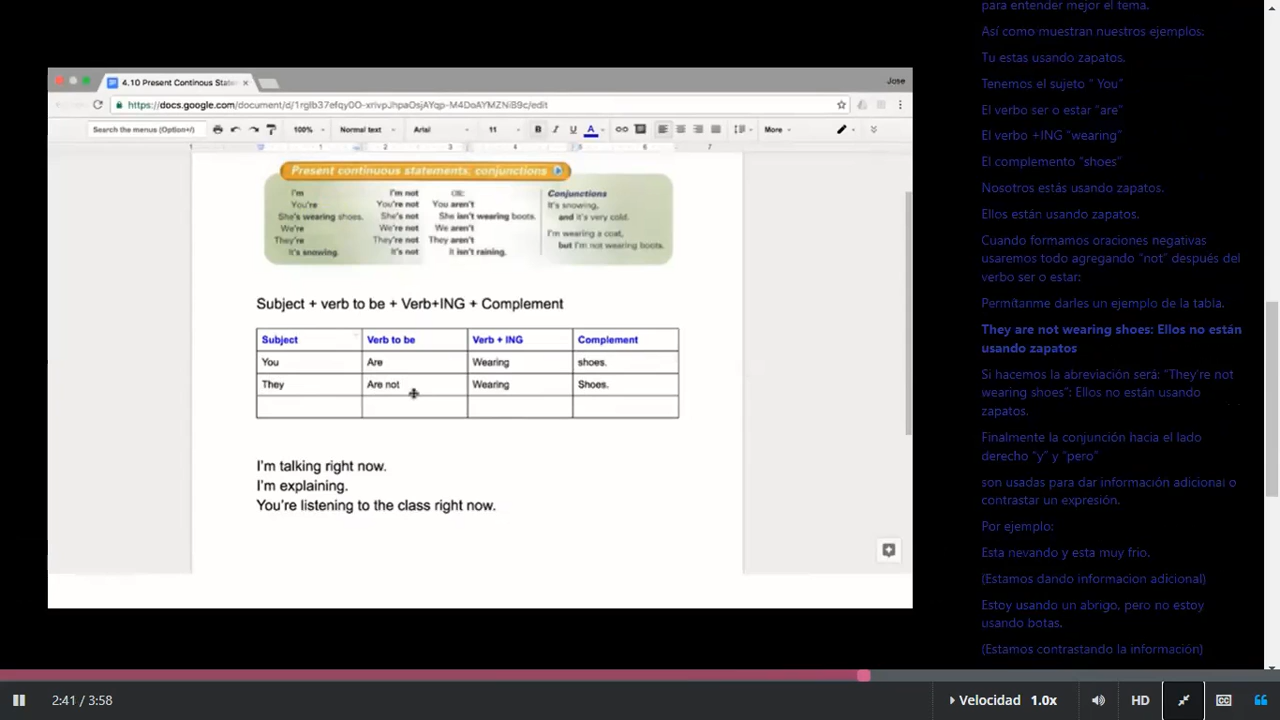 4.10 Present Continous State
Jose
https://docs.google.com/document/d/1rglb37efqy0O-xrivpJhpaOsjAYqp-M4DoAYMZNiB9c/edit
Search the menus (Option+/)
100%
Normal text
Arial
11
B I U A
More
1 1 2 3 4 5 6 7
Present continuous statements; conjunctions
I'm I'm not OR: Conjunctions
You're You're not You aren't It's snowing,
She's wearing shoes. She's not She isn't wearing boots. and it's very cold.
We're We're not We aren't I'm wearing a coat,
They're They're not They aren't but I'm not wearing boots.
It's snowing. It's not It isn't raining.
Subject + verb to be + Verb+ING + Complement
Subject Verb to be Verb + ING Complement
You Are Wearing shoes.
They Are not Wearing Shoes.
I'm talking right now.
I'm explaining.
You're listening to the class right now.
para entender mejor el tema.
Así como muestran nuestros ejemplos:
Tu estas usando zapatos.
Tenemos el sujeto " You"
El verbo ser o estar "are"
El verbo +ING "wearing"
El complemento "shoes"
Nosotros estás usando zapatos.
Ellos están usando zapatos.
Cuando formamos oraciones negativas
usaremos todo agregando "not" después del
verbo ser o estar:
Permítanme darles un ejemplo de la tabla.
They are not wearing shoes: Ellos no están
usando zapatos
Si hacemos la abreviación será: "They're not
wearing shoes": Ellos no están usando
zapatos.
Finalmente la conjunción hacia el lado
derecho "y" y "pero"
son usadas para dar información adicional o
contrastar un expresión.
Por ejemplo:
Esta nevando y esta muy frio.
(Estamos dando informacion adicional)
Estoy usando un abrigo, pero no estoy
usando botas.
(Estamos contrastando la información)
2:41 / 3:58
Velocidad 1.0x
HD
CC